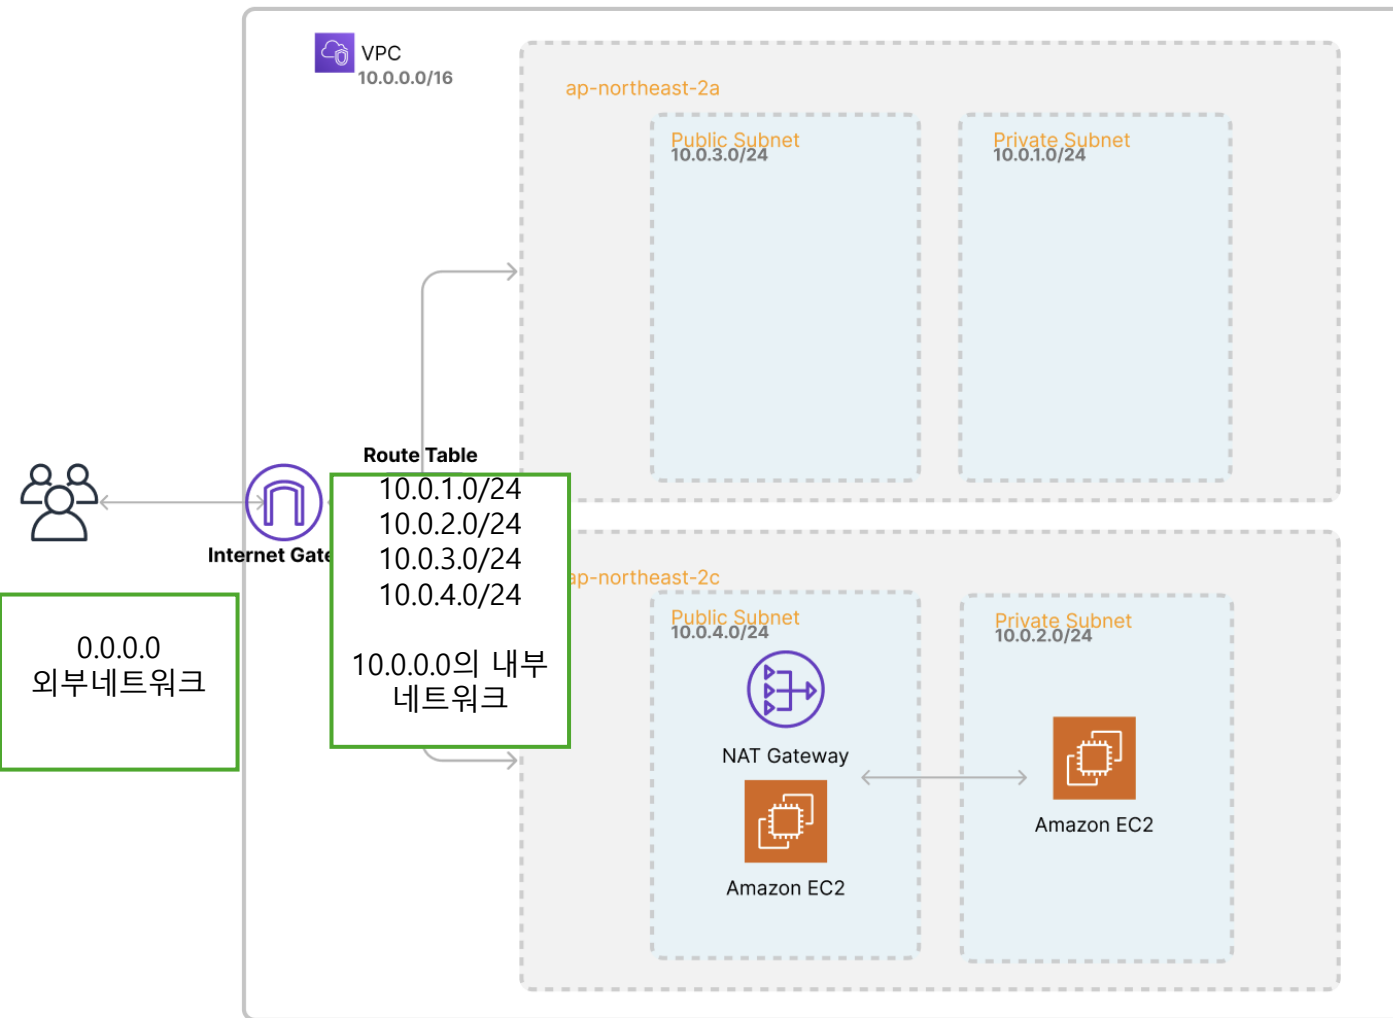 VPC
10.0.0.0/16
ap-northeast-2a
Public Subnet
10.0.3.0/24
Private Subnet
10.0.1.0/24
Route Table
10.0.1.0/24
10.0.2.0/24
10.0.3.0/24
10.0.4.0/24
10.0.0.0의 내부
네트워크
Internet Gate
0.0.0.0
외부네트워크
ap-northeast-2c
Public Subnet
10.0.4.0/24
NAT Gateway
Amazon EC2
Private Subnet
10.0.2.0/24
Amazon EC2